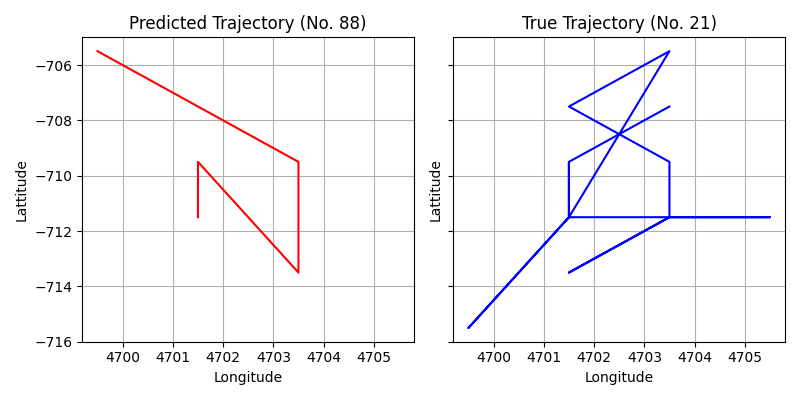 Predicted Trajectory (No. 88)
True Trajectory (No. 21)
−706
−708
−710
−712
−714
−716
Lattitude
Lattitude
4700 4701 4702 4703 4704 4705
4700 4701 4702 4703 4704 4705
Longitude
Longitude